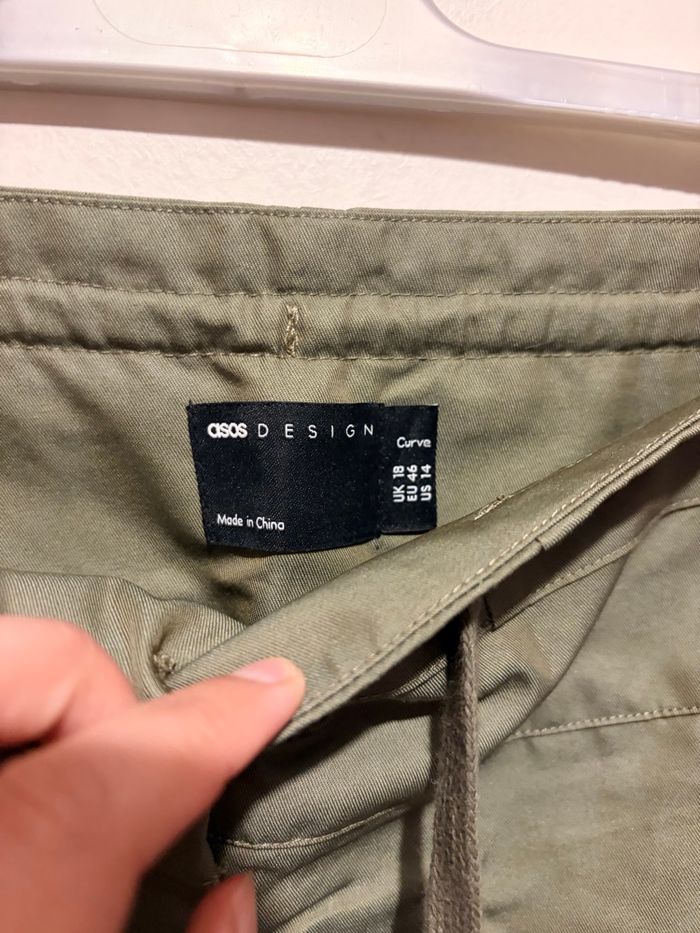 asos DESIGN
Made in China
Curve
UK 18
EU 46
US 14